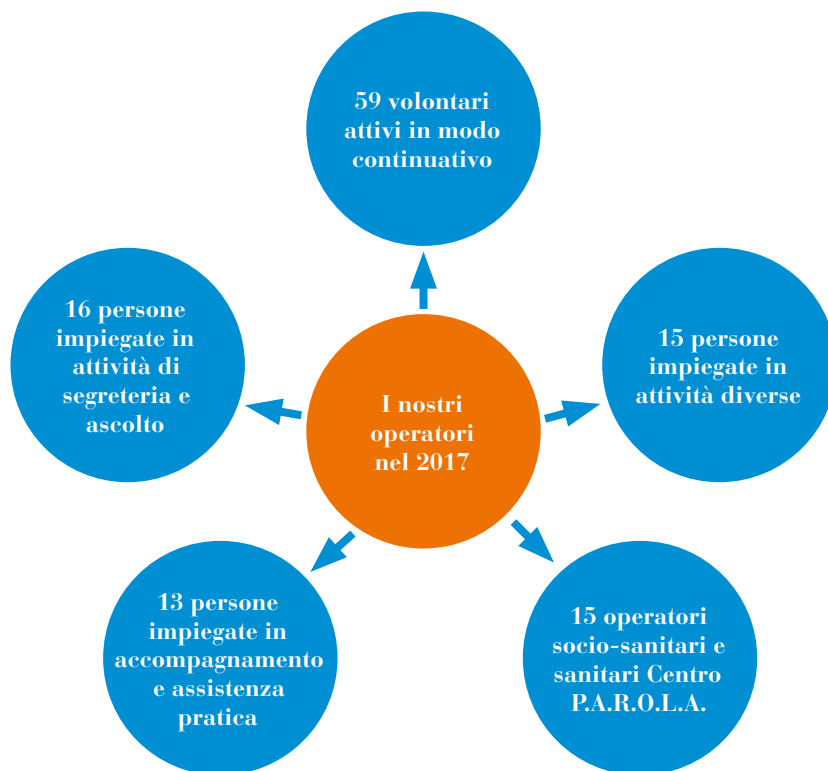 59 volontari
attivi in modo
continuativo
16 persone
impiegate in
attività di
segreteria e
ascolto
15 persone
impiegate in
attività diverse
I nostri
operatori
nel 2017
13 persone
impiegate in
accompagnamento
e assistenza
pratica
15 operatori
socio-sanitari e
sanitari Centro
P.A.R.O.L.A.